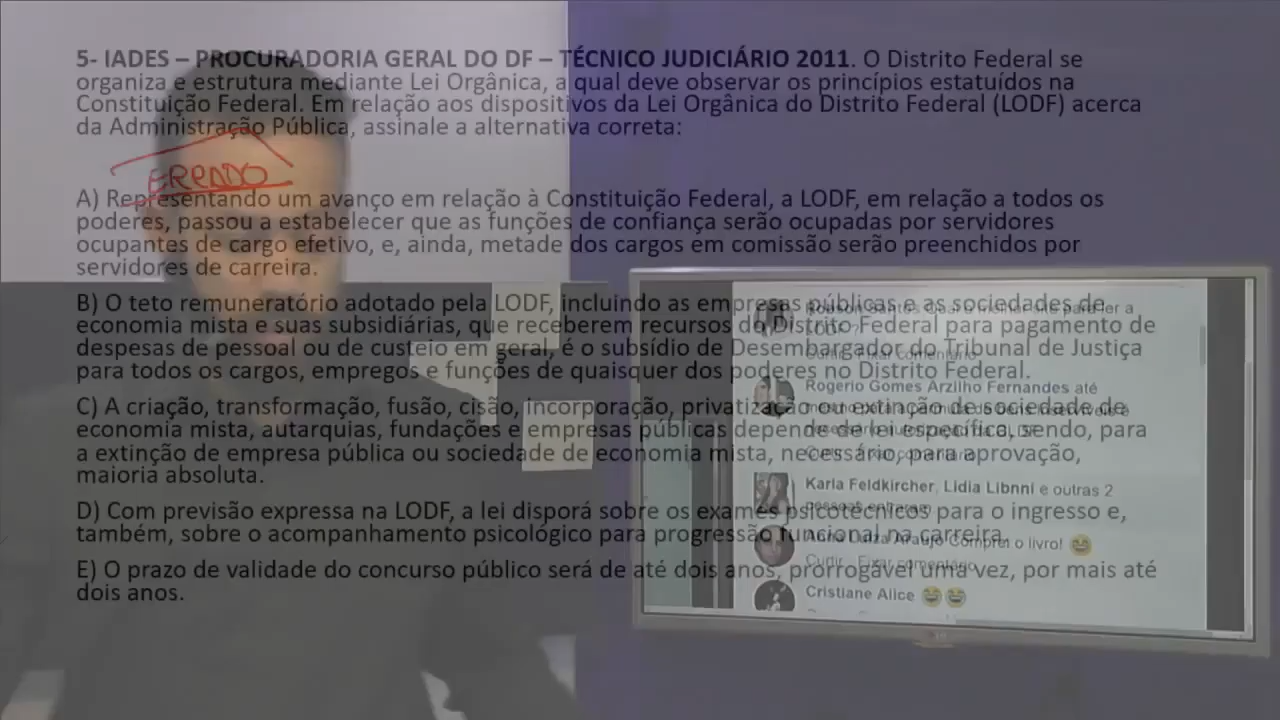 5- IADES – PROCURADORIA GERAL DO DF – TÉCNICO JUDICIÁRIO 2011. O Distrito Federal se
organiza e estrutura mediante Lei Orgânica, a qual deve observar os princípios estatuídos na
Constituição Federal. Em relação aos dispositivos da Lei Orgânica do Distrito Federal (LODF) acerca
da Administração Pública, assinale a alternativa correta:
A) Representando um avanço em relação à Constituição Federal, a LODF, em relação a todos os
poderes, passou a estabelecer que as funções de confiança serão ocupadas por servidores
ocupantes de cargo efetivo, e, ainda, metade dos cargos em comissão serão preenchidos por
servidores de carreira.
B) O teto remuneratório adotado pela LODF, incluindo as empresas públicas e as sociedades de
economia mista e suas subsidiárias, que receberem recursos do Distrito Federal para pagamento de
despesas de pessoal ou de custeio em geral, é o subsídio de Desembargador do Tribunal de Justiça
para todos os cargos, empregos e funções de quaisquer dos poderes no Distrito Federal.
C) A criação, transformação, fusão, cisão, incorporação, privatização ou extinção de sociedade de
economia mista, autarquias, fundações e empresas públicas depende de lei específica, sendo, para
a extinção de empresa pública ou sociedade de economia mista, necessário, para aprovação,
maioria absoluta.
D) Com previsão expressa na LODF, a lei disporá sobre os exames psicotécnicos para o ingresso e,
também, sobre o acompanhamento psicológico para progressão funcional na carreira.
E) O prazo de validade do concurso público será de até dois anos, prorrogável uma vez, por mais até
dois anos.
Rogerio Gomes Arzilho Fernandes até
Karla Feldkircher, Lidia Libnni e outras 2
pessoas entraram
Anna Luiza Araujo Comprei o livro! 😄
Curtir Fixar comentário
Cristiane Alice 😄😄